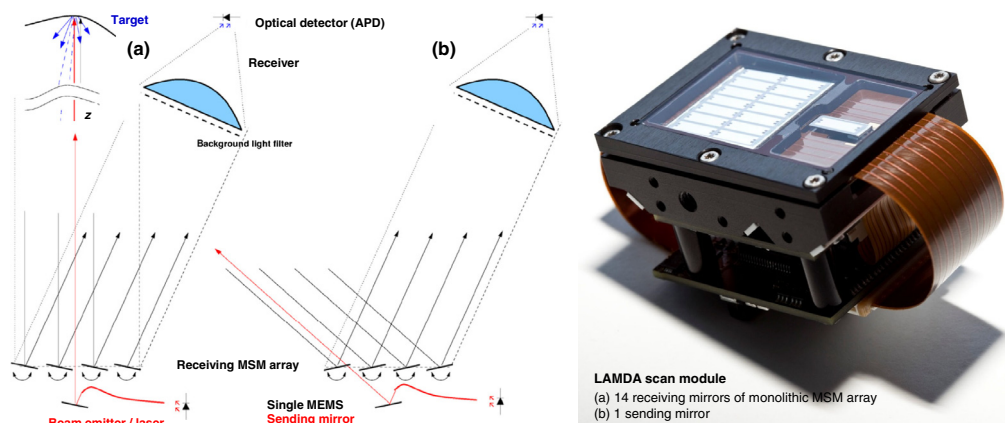 Target
(a)
Optical detector (APD)
(b)
Receiver
z
Background light filter
Receiving MSM array
Single MEMS
Sending mirror
Beam emitter / laser
LAMDA scan module
(a) 14 receiving mirrors of monolithic MSM array
(b) 1 sending mirror